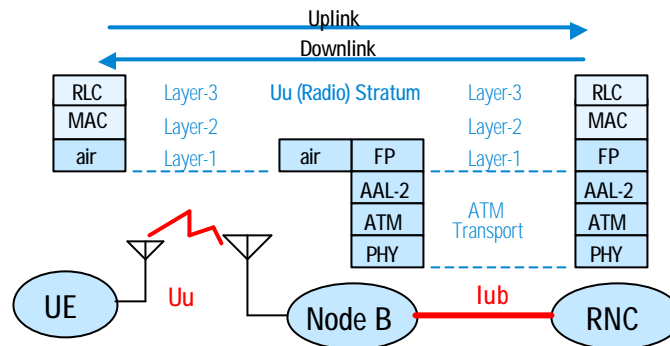 Uplink
Downlink
RLC Layer-3 Uu (Radio) Stratum Layer-3 RLC
MAC Layer-2 Layer-2 MAC
air Layer-1 air FP Layer-1 FP
AAL-2 AAL-2
ATM ATM Transport ATM
PHY PHY
UE Uu Node B Iub RNC